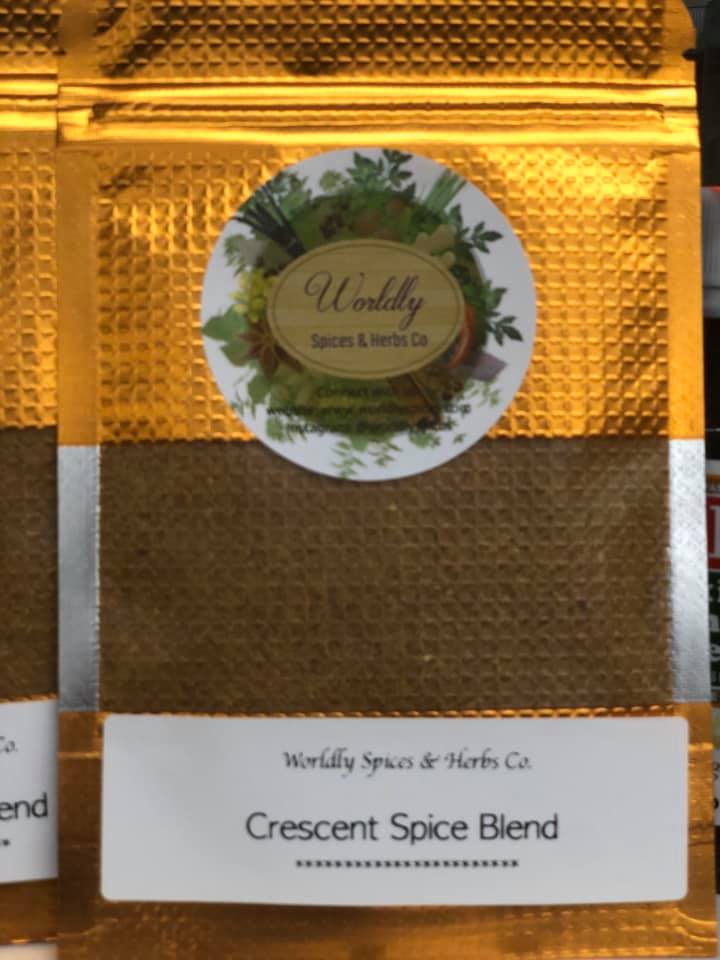 Worldly
Spices & Herbs Co
Worldly Spices & Herbs Co.
Crescent Spice Blend
***********************
Co.
end